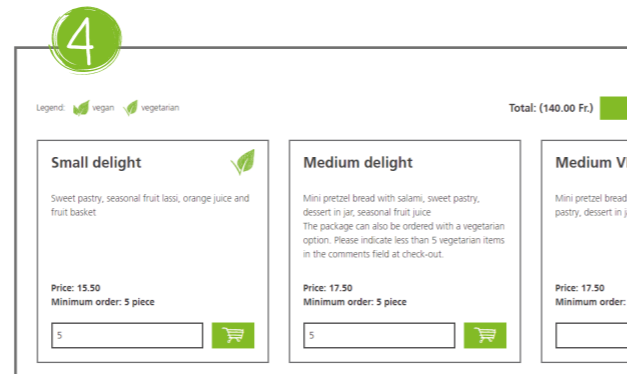 4
Legend: vegan vegetarian
Total: (140.00 Fr.)
Small delight
Sweet pastry, seasonal fruit lassi, orange juice and
fruit basket
Price: 15.50
Minimum order: 5 piece
5
Medium delight
Mini pretzel bread with salami, sweet pastry,
dessert in jar, seasonal fruit juice
The package can also be ordered with a vegetarian
option. Please indicate less than 5 vegetarian items
in the comments field at check-out.
Price: 17.50
Minimum order: 5 piece
5
Medium
Mini pretzel bread
pastry, dessert in
Price: 17.50
Minimum order: